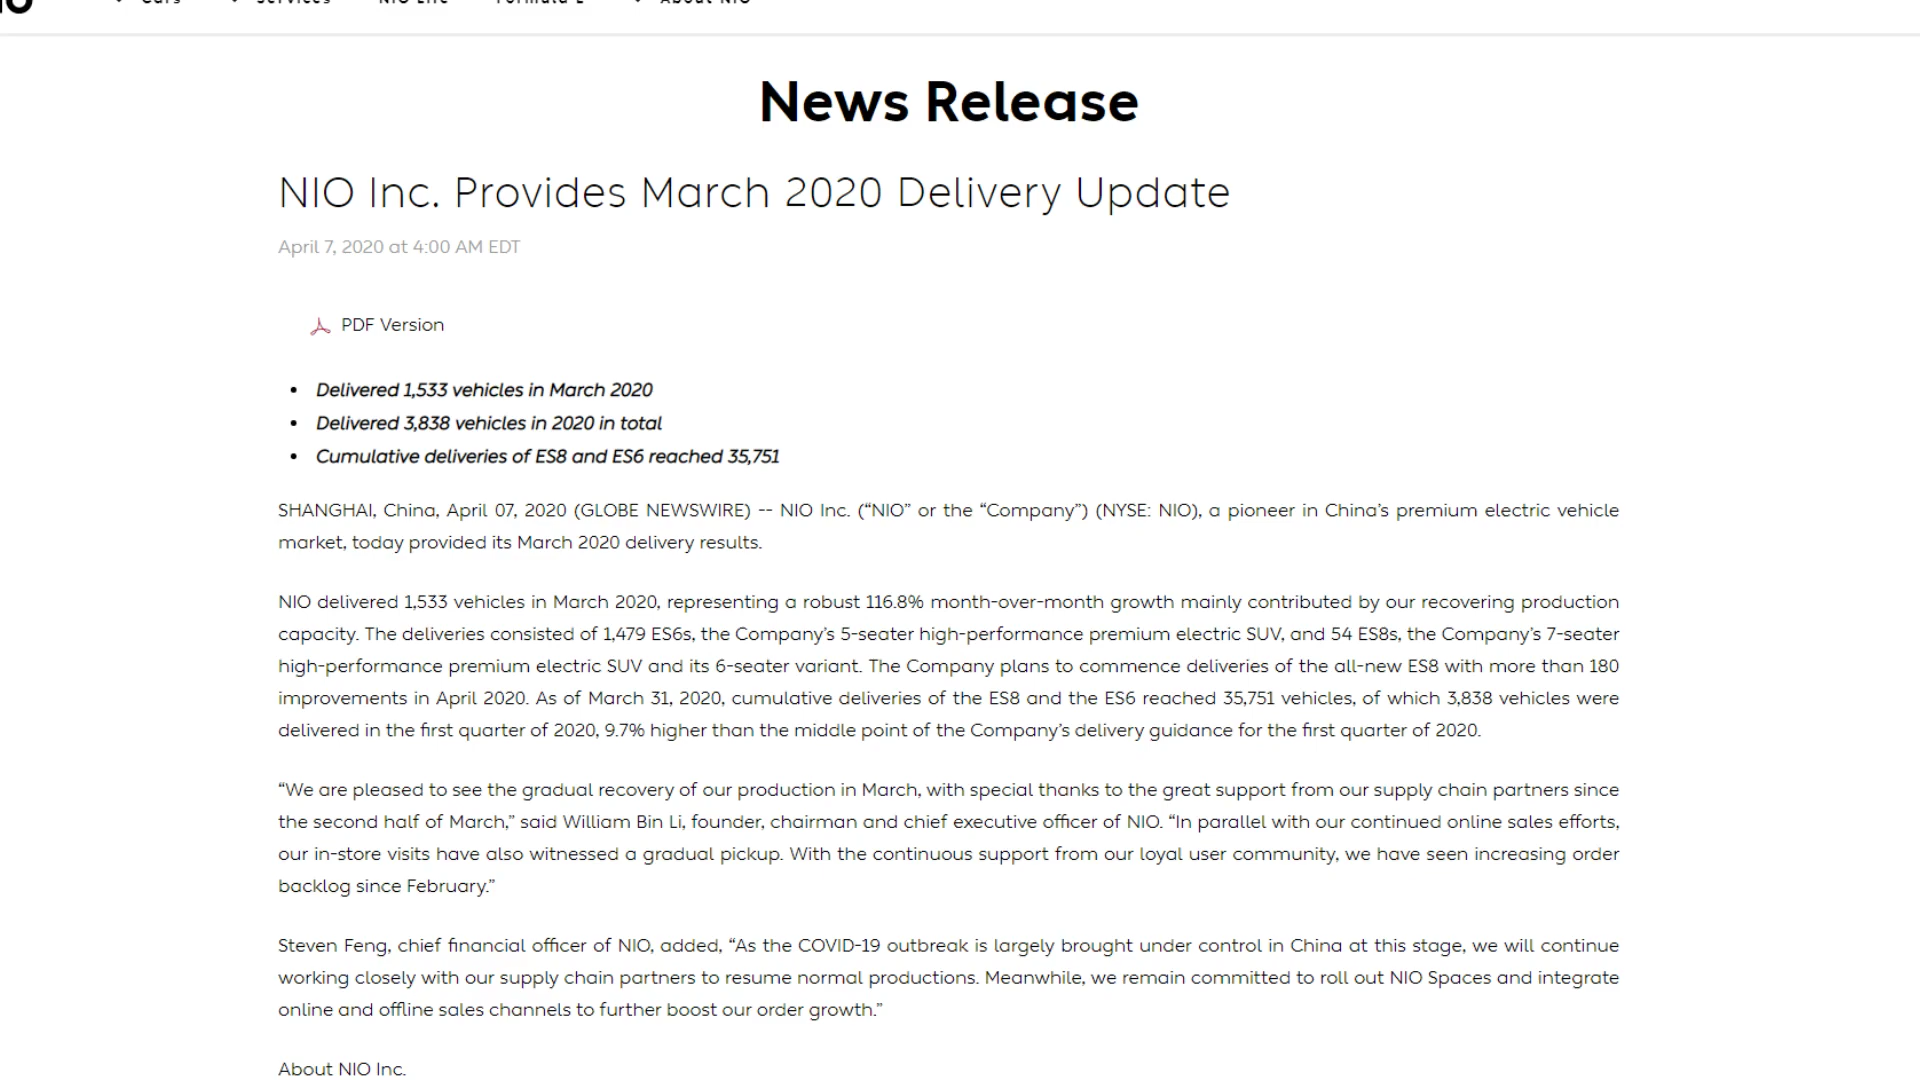 Cars Services NIO Life Formula E About NIO
News Release
NIO Inc. Provides March 2020 Delivery Update
April 7, 2020 at 4:00 AM EDT
PDF Version
• Delivered 1,533 vehicles in March 2020
• Delivered 3,838 vehicles in 2020 in total
• Cumulative deliveries of ES8 and ES6 reached 35,751
SHANGHAI, China, April 07, 2020 (GLOBE NEWSWIRE) -- NIO Inc. (“NIO” or the “Company”) (NYSE: NIO), a pioneer in China’s premium electric vehicle
market, today provided its March 2020 delivery results.
NIO delivered 1,533 vehicles in March 2020, representing a robust 116.8% month-over-month growth mainly contributed by our recovering production
capacity. The deliveries consisted of 1,479 ES6s, the Company’s 5-seater high-performance premium electric SUV, and 54 ES8s, the Company’s 7-seater
high-performance premium electric SUV and its 6-seater variant. The Company plans to commence deliveries of the all-new ES8 with more than 180
improvements in April 2020. As of March 31, 2020, cumulative deliveries of the ES8 and the ES6 reached 35,751 vehicles, of which 3,838 vehicles were
delivered in the first quarter of 2020, 9.7% higher than the middle point of the Company’s delivery guidance for the first quarter of 2020.
“We are pleased to see the gradual recovery of our production in March, with special thanks to the great support from our supply chain partners since
the second half of March,” said William Bin Li, founder, chairman and chief executive officer of NIO. “In parallel with our continued online sales efforts,
our in-store visits have also witnessed a gradual pickup. With the continuous support from our loyal user community, we have seen increasing order
backlog since February.”
Steven Feng, chief financial officer of NIO, added, “As the COVID-19 outbreak is largely brought under control in China at this stage, we will continue
working closely with our supply chain partners to resume normal productions. Meanwhile, we remain committed to roll out NIO Spaces and integrate
online and offline sales channels to further boost our order growth.”
About NIO Inc.